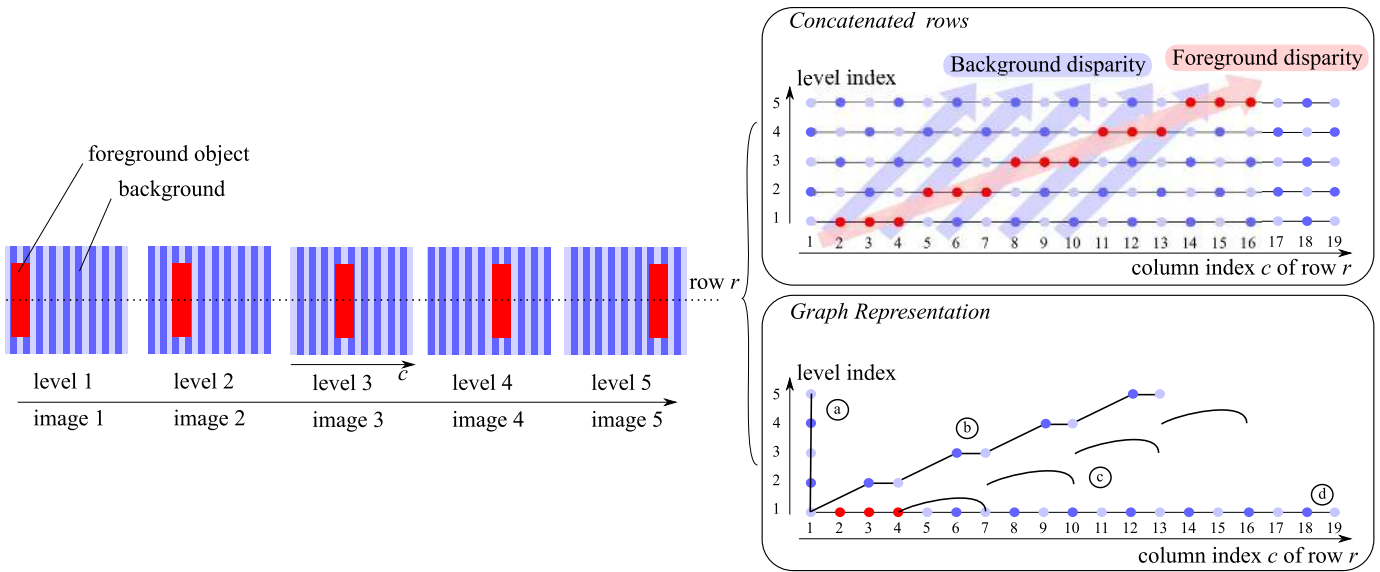 foreground object
background
row r
c
level 1
level 2
level 3
level 4
level 5
image 1
image 2
image 3
image 4
image 5
Concatenated rows
Background disparity
Foreground disparity
level index
5
4
3
2
1
1 2 3 4 5 6 7 8 9 10 11 12 13 14 15 16 17 18 19
column index c of row r
Graph Representation
level index
5
4
3
2
1
a
b
c
d
1 2 3 4 5 6 7 8 9 10 11 12 13 14 15 16 17 18 19
column index c of row r